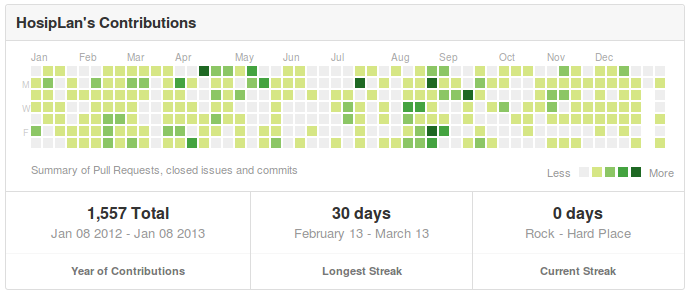 HosipLan's Contributions
Jan Feb Mar Apr May Jun Jul Aug Sep Oct Nov Dec
M
W
F
Summary of Pull Requests, closed issues and commits
Less More
1,557 Total 30 days 0 days
Jan 08 2012 - Jan 08 2013 February 13 - March 13 Rock - Hard Place
Year of Contributions Longest Streak Current Streak